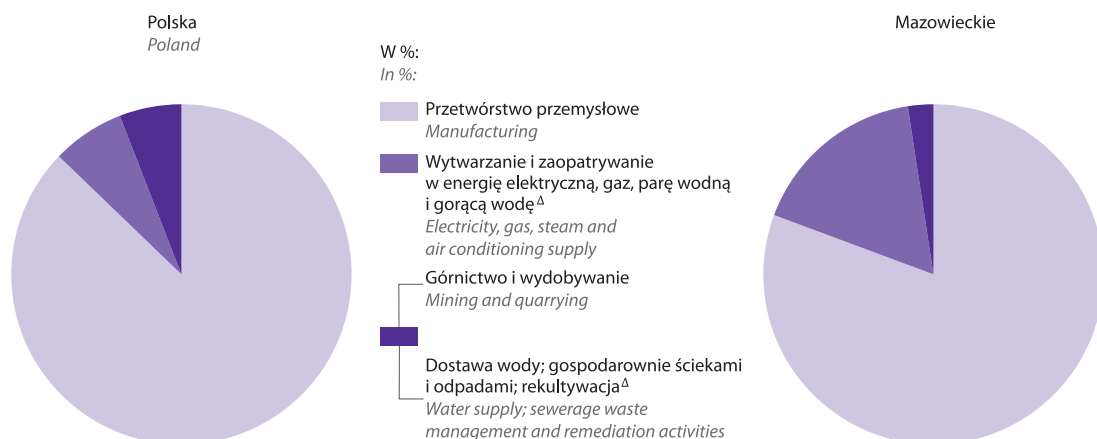 Polska
Poland
W %:
In %:
Przetwórstwo przemysłowe
Manufacturing
Wytwarzanie i zaopatrywanie
w energię elektryczną, gaz, parę wodną
i gorącą wodę Δ
Electricity, gas, steam and
air conditioning supply
Górnictwo i wydobywanie
Mining and quarrying
Dostawa wody; gospodarownie ściekami
i odpadami; rekultywacja Δ
Water supply; sewerage waste
management and remediation activities
Mazowieckie